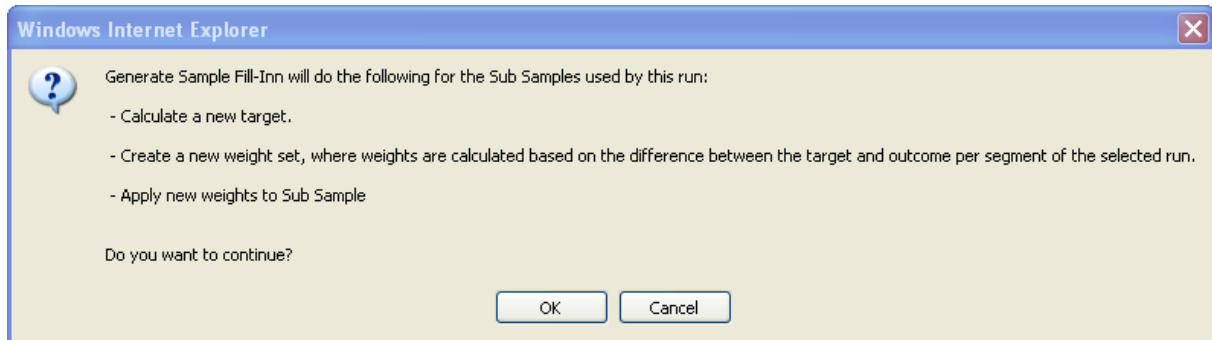 Windows Internet Explorer
Generate Sample Fill-Inn will do the following for the Sub Samples used by this run:
- Calculate a new target.
- Create a new weight set, where weights are calculated based on the difference between the target and outcome per segment of the selected run.
- Apply new weights to Sub Sample
Do you want to continue?
OK
Cancel